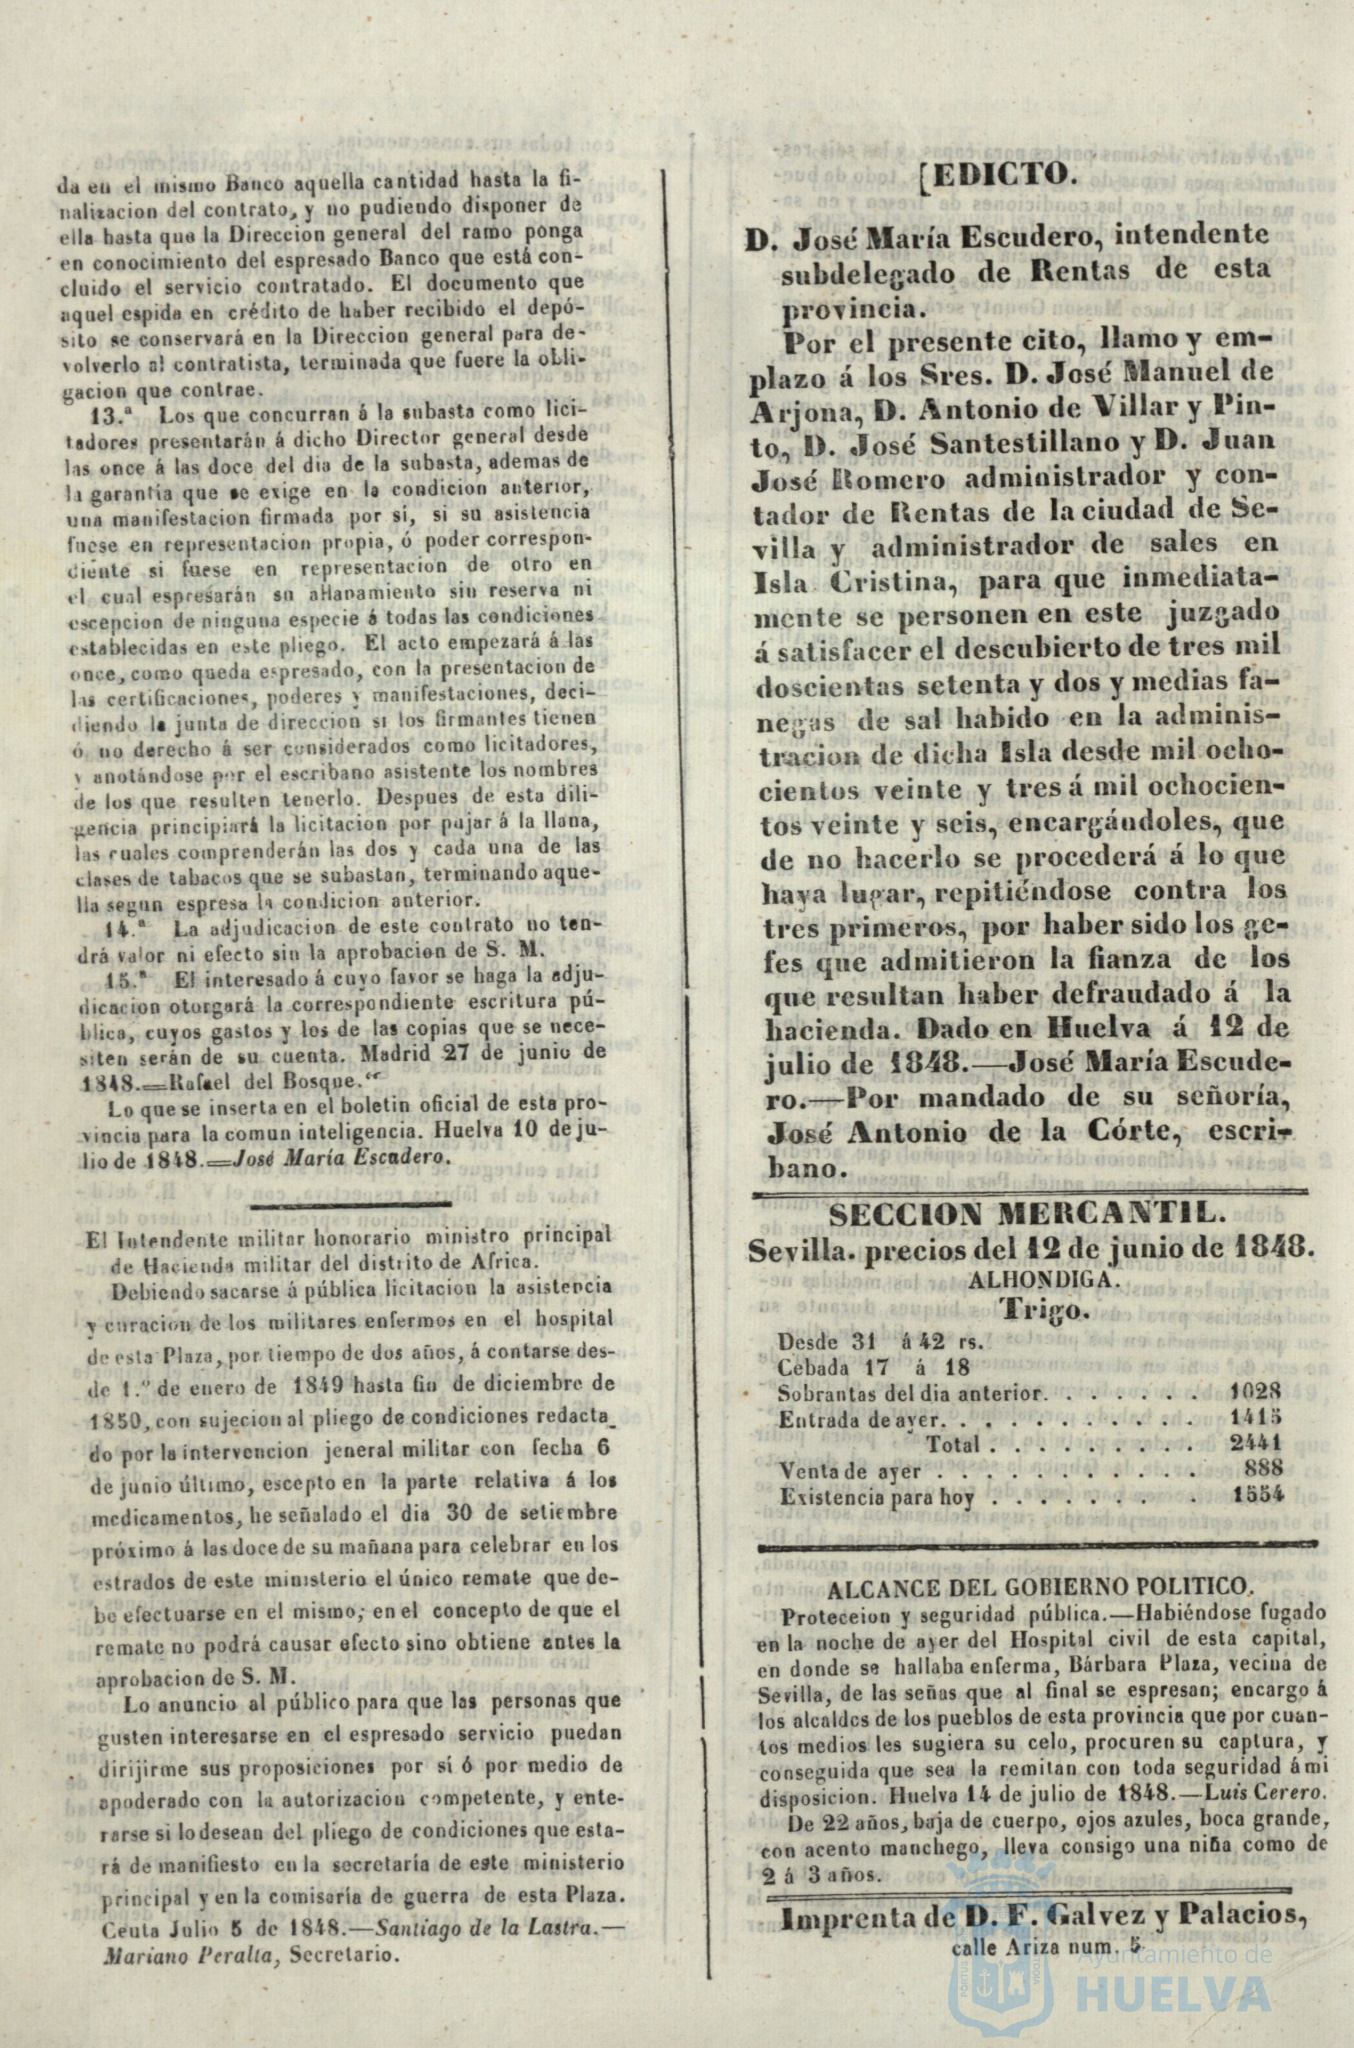 da en el mismo Banco aquella cantidad hasta la fi-
nalizacion del contrato, y no pudiendo disponer de
ella hasta que la Direccion general del ramo ponga
en conocimiento del espresado Banco que está con-
cluido el servicio contratado. El documento que
aquel espida en crédito de haber recibido el depó-
sito se conservará en la Direccion general para de-
volverlo al contratista, terminada que fuere la obli-
gacion que contrae.
13.ª Los que concurran á la subasta como lici-
tadores presentarán á dicho Director general desde
las once á las doce del dia de la subasta, ademas de
la garantía que se exige en la condicion anterior,
una manifestacion firmada por sí, si su asistencia
fuese en representacion propia, ó poder correspon-
diente si fuese en representacion de otro en
el cual espresarán su allanamiento sin reserva ni
escepcion de ninguna especie á todas las condiciones
establecidas en este pliego. El acto empezará á las
once, como queda espresado, con la presentacion de
las certificaciones, poderes y manifestaciones, deci-
diendo la junta de direccion si los firmantes tienen
ó no derecho á ser considerados como licitadores,
y anotándose por el escribano asistente los nombres
de los que resulten tenerlo. Despues de esta dili-
gencia principiará la licitacion por pujar á la llana,
las cuales comprenderán las dos y cada una de las
clases de tabacos que se subastan, terminando aque-
lla segun espresa la condicion anterior.
14.ª La adjudicacion de este contrato no ten-
drá valor ni efecto sin la aprobacion de S. M.
15.ª El interesado á cuyo favor se haga la adju-
dicacion otorgará la correspondiente escritura pú-
blica, cuyos gastos y los de las copias que se nece-
siten serán de su cuenta. Madrid 27 de junio de
1848.=Rafael del Bosque.“
Lo que se inserta en el boletin oficial de esta pro-
vincia para la comun inteligencia. Huelva 10 de ju-
lio de 1848.=José María Escudero.
El Intendente militar honorario ministro principal
de Hacienda militar del distrito de Africa.
Debiendo sacarse á pública licitacion la asistencia
y curacion de los militares enfermos en el hospital
de esta Plaza, por tiempo de dos años, á contarse des-
de 1.º de enero de 1849 hasta fin de diciembre de
1850, con sujecion al pliego de condiciones redacta_
do por la intervencion jeneral militar con fecha 6
de junio último, escepto en la parte relativa á los
medicamentos, he señalado el dia 30 de setiembre
próximo á las doce de su mañana para celebrar en los
estrados de este ministerio el único remate que de-
be efectuarse en el mismo; en el concepto de que el
remate no podrá causar efecto sino obtiene antes la
aprobacion de S. M.
Lo anuncio al público para que las personas que
gusten interesarse en el espresado servicio puedan
dirijirme sus proposiciones por sí ó por medio de
apoderado con la autorizacion competente, y ente-
rarse si lo desean del pliego de condiciones que esta-
rá de manifiesto en la secretaría de este ministerio
principal y en la comisaría de guerra de esta Plaza.
Ceuta Julio 5 de 1848.—Santiago de la Lastra.—
Mariano Peralta, Secretario.
[EDICTO.
D. José María Escudero, intendente
subdelegado de Rentas de esta
provincia.
Por el presente cito, llamo y em-
plazo á los Sres. D. José Manuel de
Arjona, D. Antonio de Villar y Pin-
to, D. José Santestillano y D. Juan
José Romero administrador y con-
tador de Rentas de la ciudad de Se-
villa y administrador de sales en
Isla Cristina, para que inmediata-
mente se personen en este juzgado
á satisfacer el descubierto de tres mil
doscientas setenta y dos y medias fa-
negas de sal habido en la adminis-
tracion de dicha Isla desde mil ocho-
cientos veinte y tres á mil ochocien-
tos veinte y seis, encargándoles, que
de no hacerlo se procederá á lo que
haya lugar, repitiéndose contra los
tres primeros, por haber sido los ge-
fes que admitieron la fianza de los
que resultan haber defraudado á la
hacienda. Dado en Huelva á 12 de
julio de 1848.—José María Escude-
ro.—Por mandado de su señoría,
José Antonio de la Córte, escri-
bano.
SECCION MERCANTIL.
Sevilla. precios del 12 de junio de 1848.
ALHONDIGA.
Trigo.
Desde 31 á 42 rs.
Cebada 17 á 18
Sobrantas del dia anterior. . . . . . . 1028
Entrada de ayer. . . . . . . . . . . 1415
Total . . . . . . . . . 2441
Venta de ayer . . . . . . . . . . . 888
Existencia para hoy . . . . . . . . 1554
ALCANCE DEL GOBIERNO POLITICO.
Proteceion y seguridad pública.—Habiéndose fugado
en la noche de ayer del Hospital civil de esta capital,
en donde se hallaba enferma, Bárbara Plaza, vecina de
Sevilla, de las señas que al final se espresan; encargo á
los alcaldes de los pueblos de esta provincia que por cuan-
tos medios les sugiera su celo, procuren su captura, y
conseguida que sea la remitan con toda seguridad á mi
disposicion. Huelva 14 de julio de 1848.—Luis Cerero.
De 22 años, baja de cuerpo, ojos azules, boca grande,
con acento manchego, lleva consigo una niña como de
2 á 3 años.
Imprenta de D. F. Galvez y Palacios,
calle Ariza num. 5
Ayuntamiento de
HUELVA